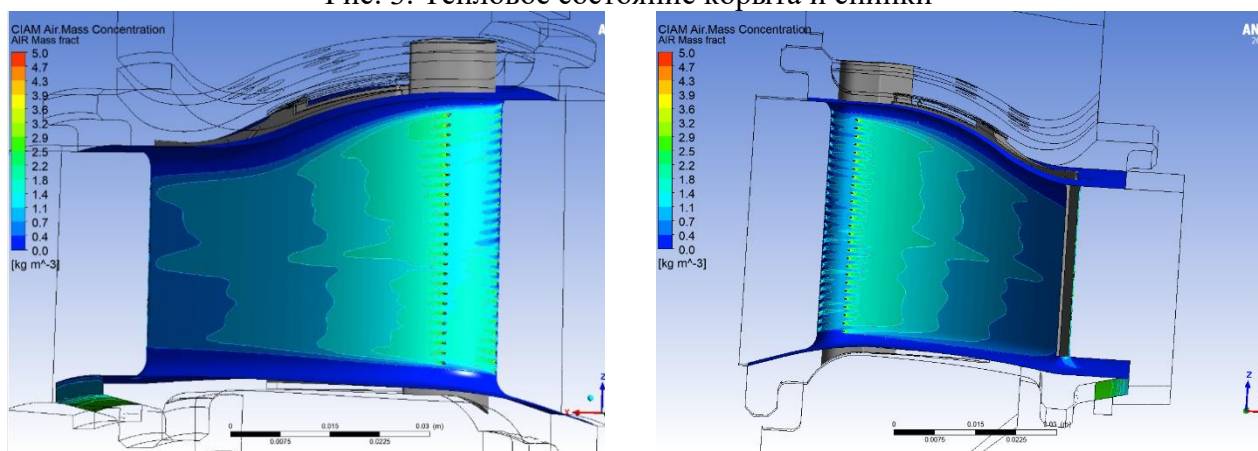 Рис. 3. Тепловое состояние корыта и спинки
CIAM Air.Mass Concentration
AIR Mass fract
5.0
4.7
4.3
3.9
3.6
3.2
2.9
2.5
2.2
1.8
1.4
1.1
0.7
0.4
0.0
[kg m^-3]
0
0.015
0.03 (m)
0.0075
0.0225
Z
X
CIAM Air.Mass Concentration
AIR Mass fract
AN
5.0
4.7
4.3
3.9
3.6
3.2
2.9
2.5
2.2
1.8
1.4
1.1
0.7
0.4
0.0
[kg m^-3]
0
0.015
0.03 (m)
0.0075
0.0225
Z